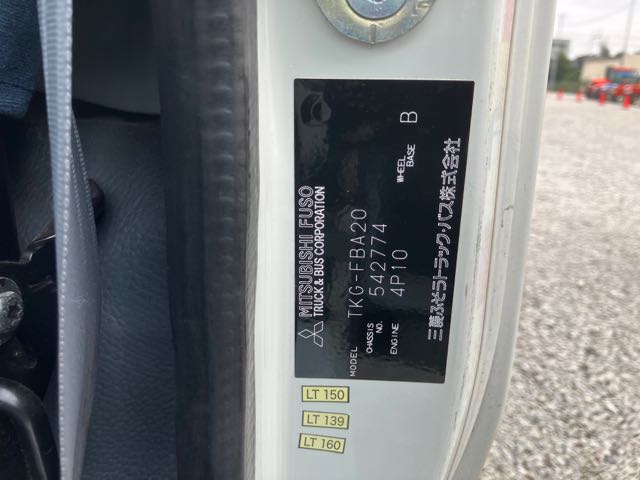 MITSUBISHI FUSO
TRUCK & BUS CORPORATION
MODEL TKG-FBA20
CHASSIS NO. 542774
ENGINE 4P10 WHEEL BASE B
三菱ふそうトラック・バス株式会社
LT 150
LT 139
LT 160